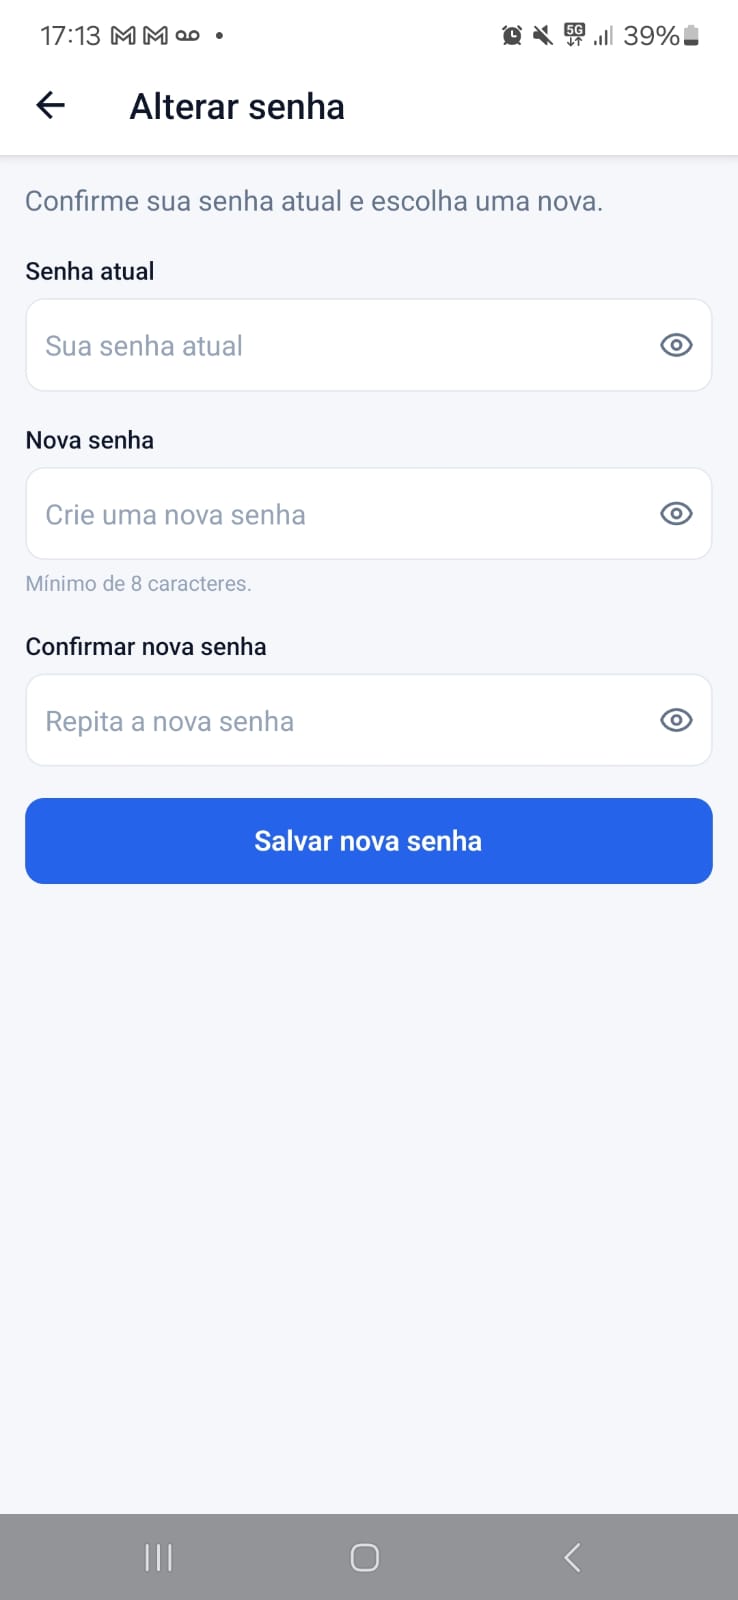 17:13
5G
39%
Alterar senha
Confirme sua senha atual e escolha uma nova.
Senha atual
Sua senha atual
Nova senha
Crie uma nova senha
Mínimo de 8 caracteres.
Confirmar nova senha
Repita a nova senha
Salvar nova senha